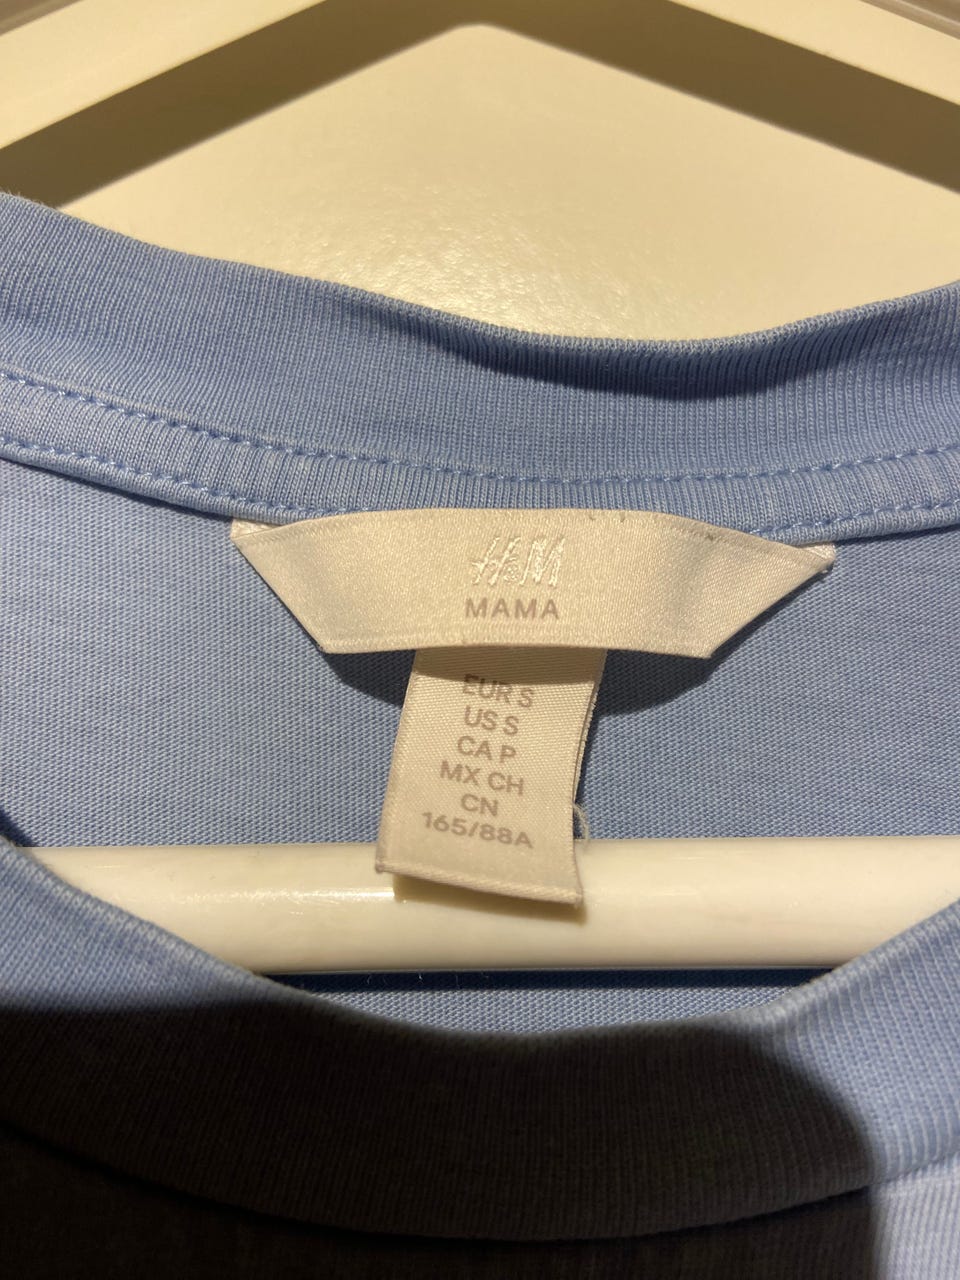 H&M
MAMA
EUR S
US S
CA P
MX CH
CN
165/88A